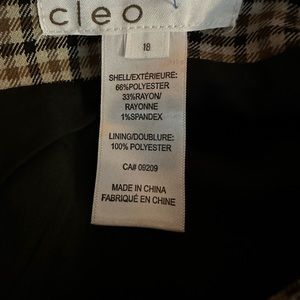 cleo
18
SHELL/EXTÉRIEURE:
66%POLYESTER
33%RAYON/
RAYONNE
1%SPANDEX
LINING/DOUBLURE:
100% POLYESTER
CA# 09209
MADE IN CHINA
FABRIQUÉ EN CHINE